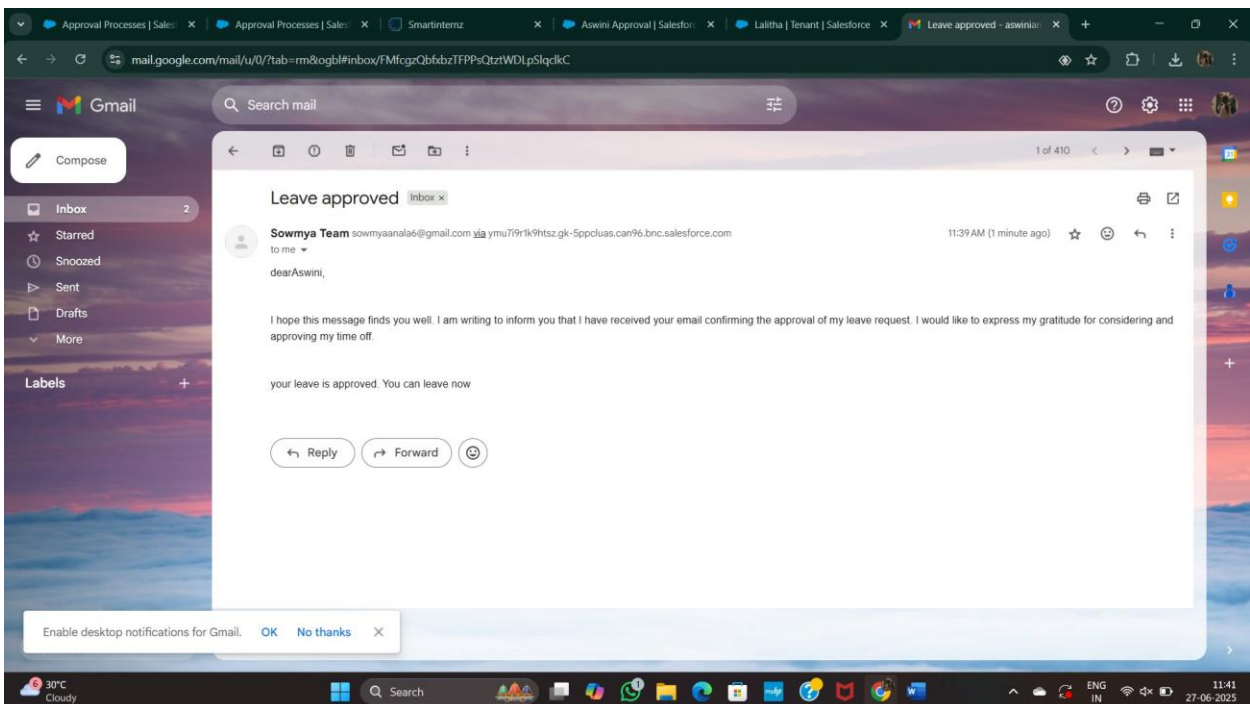 Approval Processes | Sales
Approval Processes | Sales
Smartinternz
Aswini Approval | Salesforc
Lalitha | Tenant | Salesforce
Leave approved - aswinian
mail.google.com/mail/u/0/?tab=rm&ogbl#inbox/FMfcgzQbfxbzTFPPsQtztWDLpSlqclkC
Gmail
Search mail
Compose
1 of 410
31
Inbox 2
Starred
Snoozed
Sent
Drafts
More
Labels
Leave approved Inbox x
Sowmya Team sowmyaanala6@gmail.com via ymu7i9r1k9htsz.gk-5ppcluas.can96.bnc.salesforce.com 11:39 AM (1 minute ago)
to me
dearAswini,
I hope this message finds you well. I am writing to inform you that I have received your email confirming the approval of my leave request. I would like to express my gratitude for considering and
approving my time off.
your leave is approved. You can leave now
Reply Forward
Enable desktop notifications for Gmail. OK No thanks
6 30°C
Cloudy
Search
ENG
IN
11:41
27-06-2025